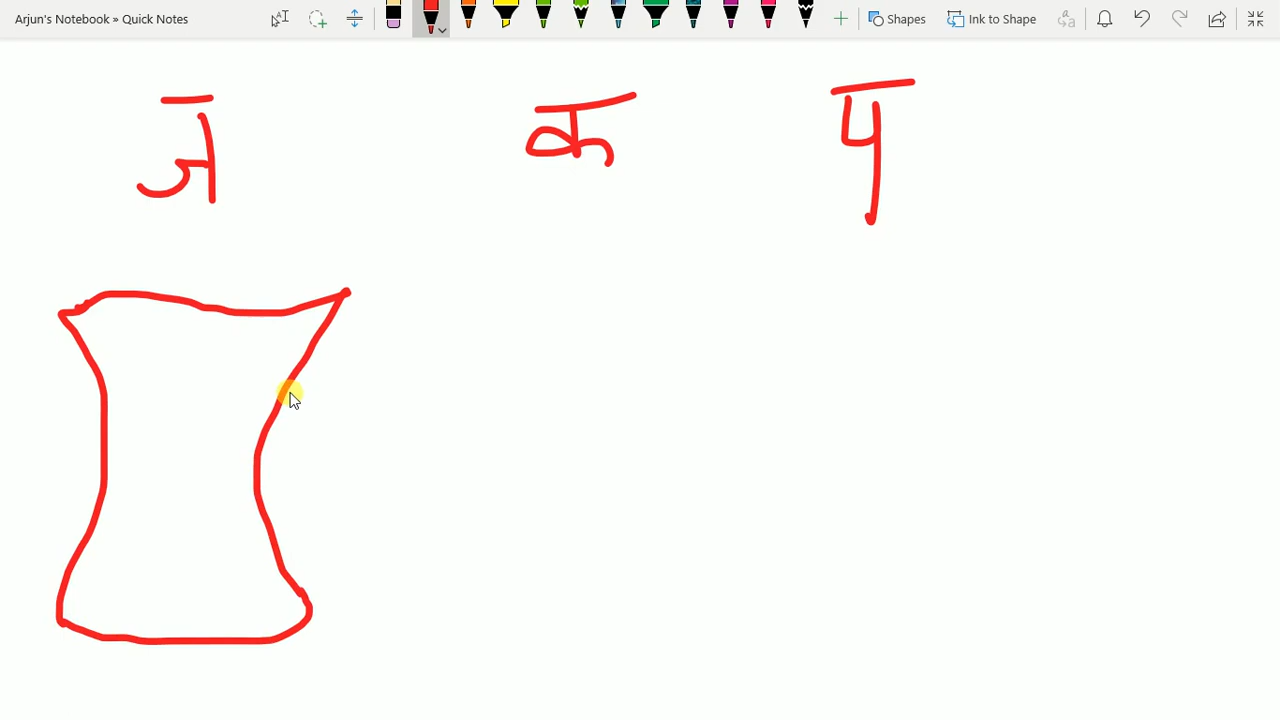 Arjun's Notebook » Quick Notes Shapes Ink to Shape
ज क प